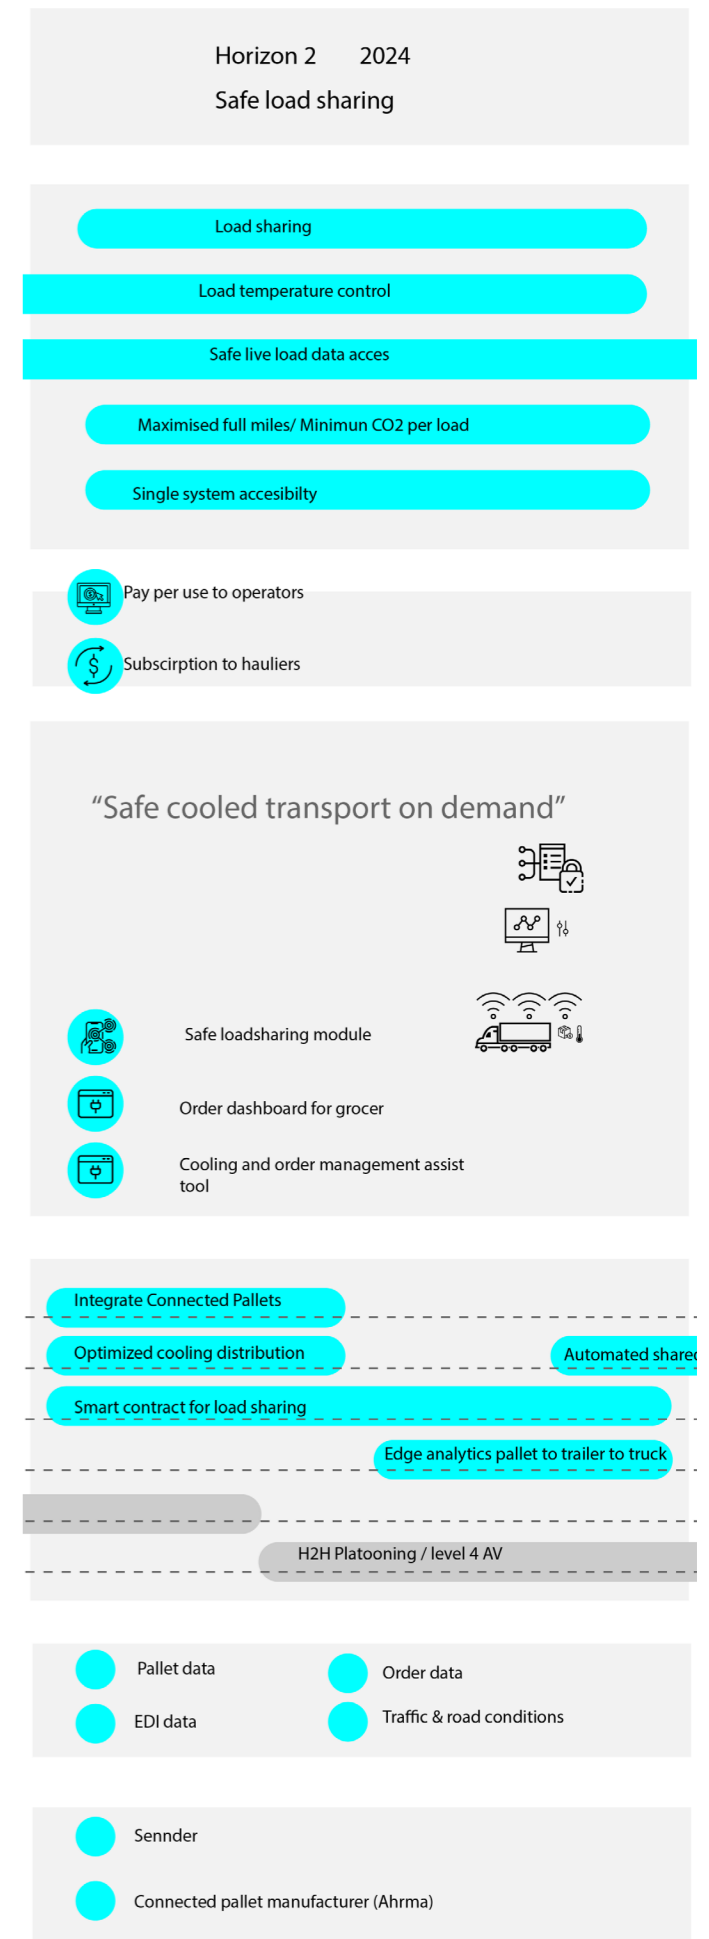 Horizon 2 2024
Safe load sharing
Load sharing
Load temperature control
Safe live load data acces
Maximised full miles/ Minimun CO2 per load
Single system accesibilty
Pay per use to operators
Subscirption to hauliers
“Safe cooled transport on demand”
Safe loadsharing module
Order dashboard for grocer
Cooling and order management assist
tool
Integrate Connected Pallets
Optimized cooling distribution
Automated shared
Smart contract for load sharing
Edge analytics pallet to trailer to truck
H2H Platooning / level 4 AV
Pallet data
Order data
EDI data
Traffic & road conditions
Sennder
Connected pallet manufacturer (Ahrma)